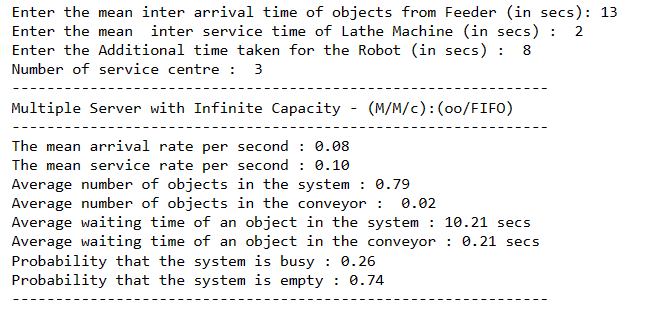 Enter the mean inter arrival time of objects from Feeder (in secs): 13
Enter the mean  inter service time of Lathe Machine (in secs) :  2
Enter the Additional time taken for the Robot (in secs) :  8
Number of service centre :  3
-------------------------------------------------------------
Multiple Server with Infinite Capacity - (M/M/c):(oo/FIFO)
-------------------------------------------------------------
The mean arrival rate per second : 0.08
The mean service rate per second : 0.10
Average number of objects in the system : 0.79
Average number of objects in the conveyor :  0.02
Average waiting time of an object in the system : 10.21 secs
Average waiting time of an object in the conveyor : 0.21 secs
Probability that the system is busy : 0.26
Probability that the system is empty : 0.74
-------------------------------------------------------------